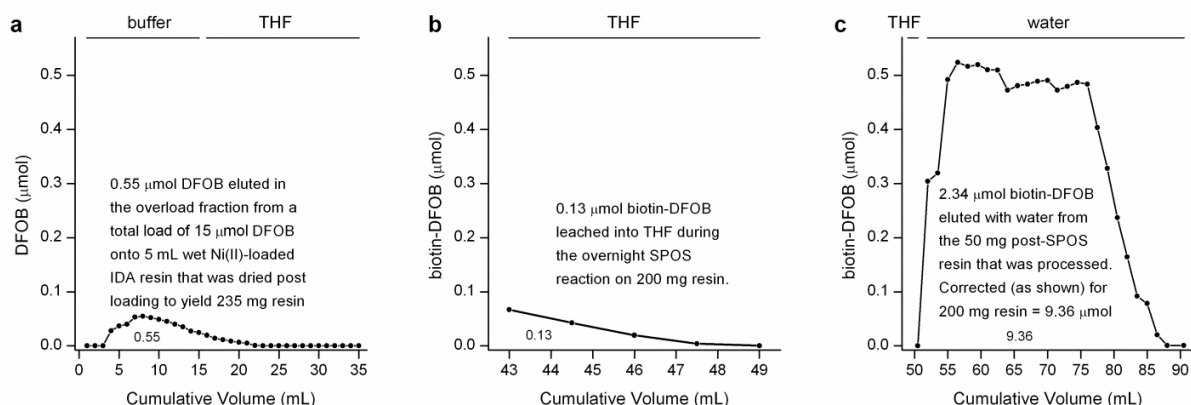 a
buffer
THF
DFOB (μmol)
0.5
0.4
0.3
0.2
0.1
0.0
0.55 μmol DFOB eluted in
the overload fraction from a
total load of 15 μmol DFOB
onto 5 mL wet Ni(II)-loaded
IDA resin that was dried post
loading to yield 235 mg resin
0.55
0 5 10 15 20 25 30 35
Cumulative Volume (mL)
b
THF
biotin-DFOB (μmol)
0.5
0.4
0.3
0.2
0.1
0.0
0.13 μmol biotin-DFOB
leached into THF during
the overnight SPOS
reaction on 200 mg resin.
0.13
43 44 45 46 47 48 49
Cumulative Volume (mL)
c
THF
water
biotin-DFOB (μmol)
0.5
0.4
0.3
0.2
0.1
0.0
2.34 μmol biotin-DFOB
eluted with water from
the 50 mg post-SPOS
resin that was processed.
Corrected (as shown) for
200 mg resin = 9.36 μmol
9.36
50 55 60 65 70 75 80 85 90
Cumulative Volume (mL)